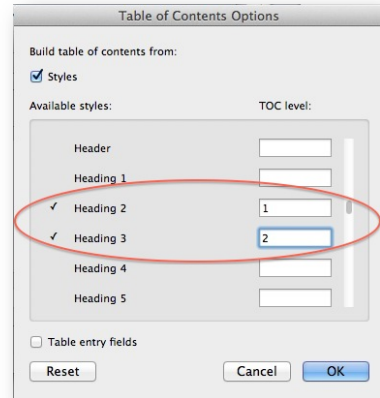 Table of Contents Options
Build table of contents from:
Styles
Available styles: TOC level:
Header
Heading 1
✓ Heading 2 1
✓ Heading 3 2
Heading 4
Heading 5
Table entry fields
Reset Cancel OK